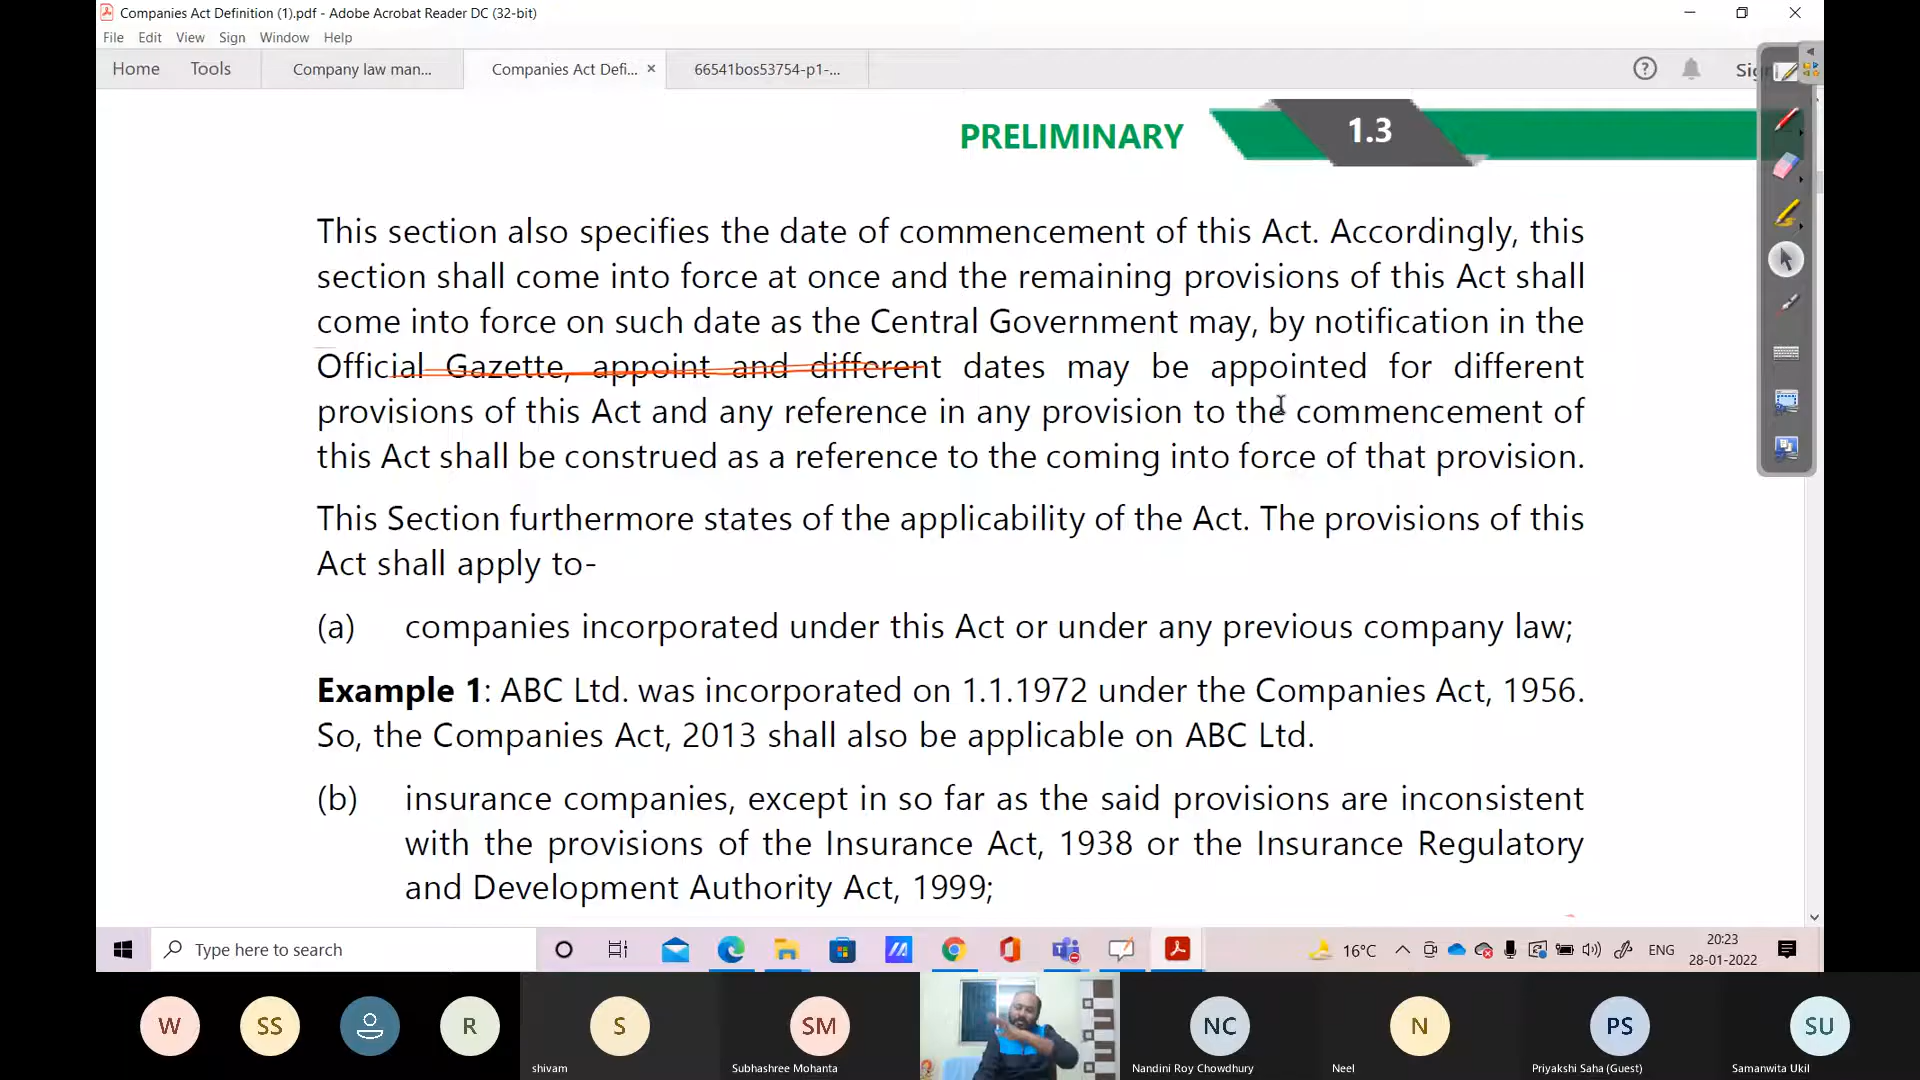 Companies Act Definition (1).pdf - Adobe Acrobat Reader DC (32-bit)
File Edit View Sign Window Help
Home Tools Company law man... Companies Act Defi... × 66541bos53754-p1-...
PRELIMINARY 1.3
This section also specifies the date of commencement of this Act. Accordingly, this
section shall come into force at once and the remaining provisions of this Act shall
come into force on such date as the Central Government may, by notification in the
Official Gazette, appoint and different dates may be appointed for different
provisions of this Act and any reference in any provision to the commencement of
this Act shall be construed as a reference to the coming into force of that provision.
This Section furthermore states of the applicability of the Act. The provisions of this
Act shall apply to-
(a) companies incorporated under this Act or under any previous company law;
Example 1: ABC Ltd. was incorporated on 1.1.1972 under the Companies Act, 1956.
So, the Companies Act, 2013 shall also be applicable on ABC Ltd.
(b) insurance companies, except in so far as the said provisions are inconsistent
with the provisions of the Insurance Act, 1938 or the Insurance Regulatory
and Development Authority Act, 1999;
Type here to search 16°C ENG 20:23
28-01-2022
W SS R S SM NC N PS SU
shivam Subhashree Mohanta Nandini Roy Chowdhury Neel Priyakshi Saha (Guest) Samanwita Ukil